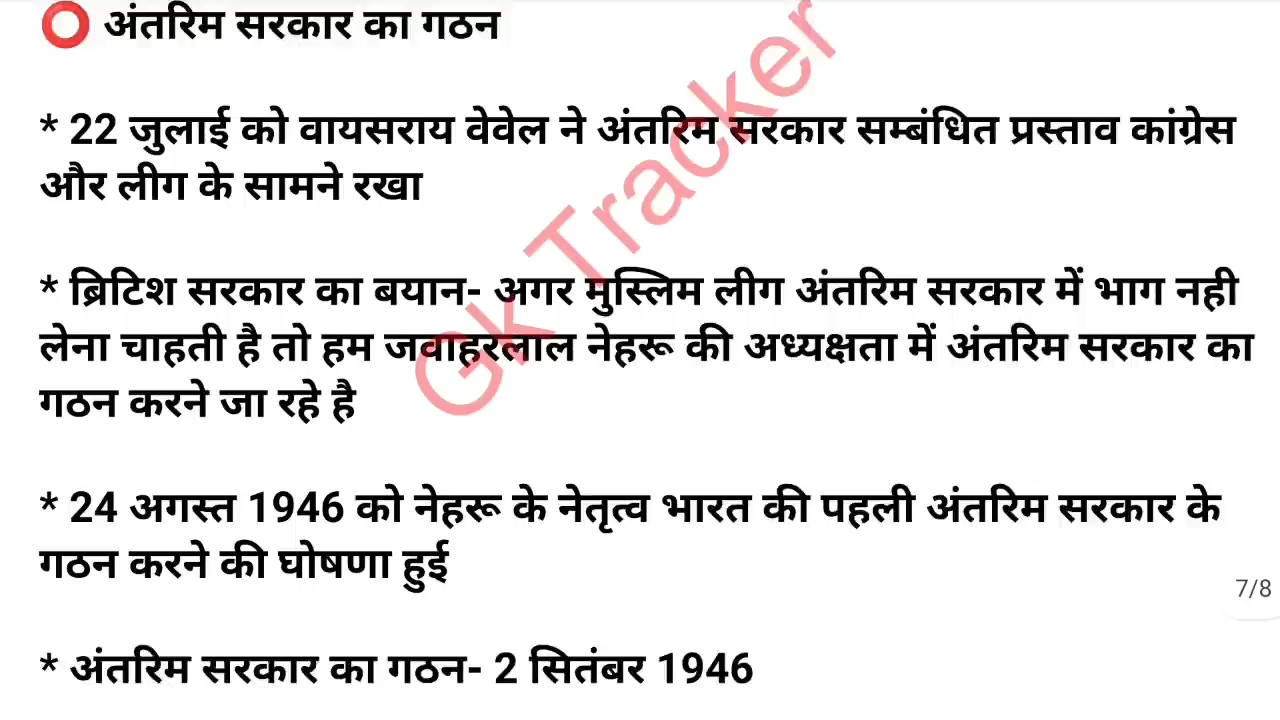 ⭕ अंतरिम सरकार का गठन
* 22 जुलाई को वायसराय वेवेल ने अंतरिम सरकार सम्बंधित प्रस्ताव कांग्रेस
और लीग के सामने रखा
* ब्रिटिश सरकार का बयान- अगर मुस्लिम लीग अंतरिम सरकार में भाग नही
लेना चाहती है तो हम जवाहरलाल नेहरू की अध्यक्षता में अंतरिम सरकार का
गठन करने जा रहे है
* 24 अगस्त 1946 को नेहरू के नेतृत्व भारत की पहली अंतरिम सरकार के
गठन करने की घोषणा हुई
7/8
* अंतरिम सरकार का गठन- 2 सितंबर 1946
Gk Tracker